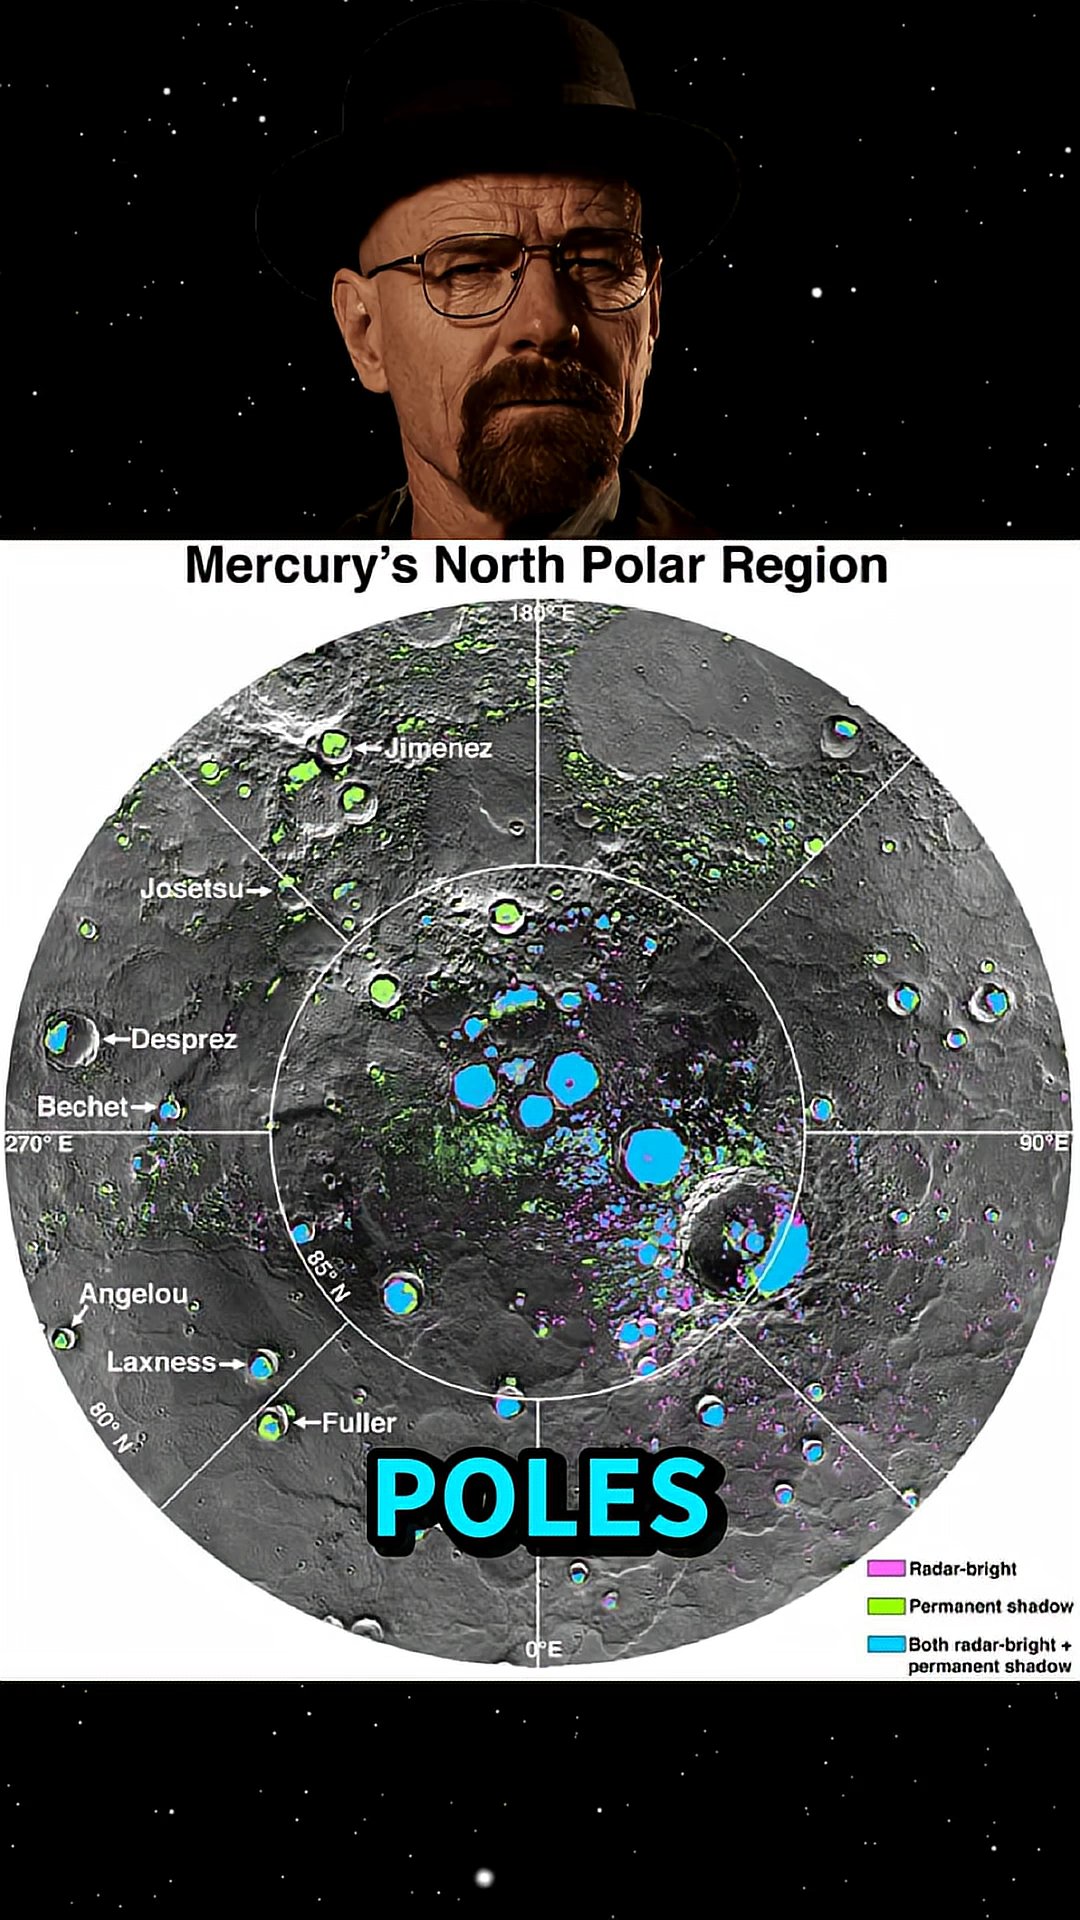 Mercury's North Polar Region
180° E
Jimenez
Josetsu
Desprez
Bechet
270° E
90°E
85° N
Angelou
Laxness
Fuller
80° N
POLES
0°E
Radar-bright
Permanent shadow
Both radar-bright +
permanent shadow